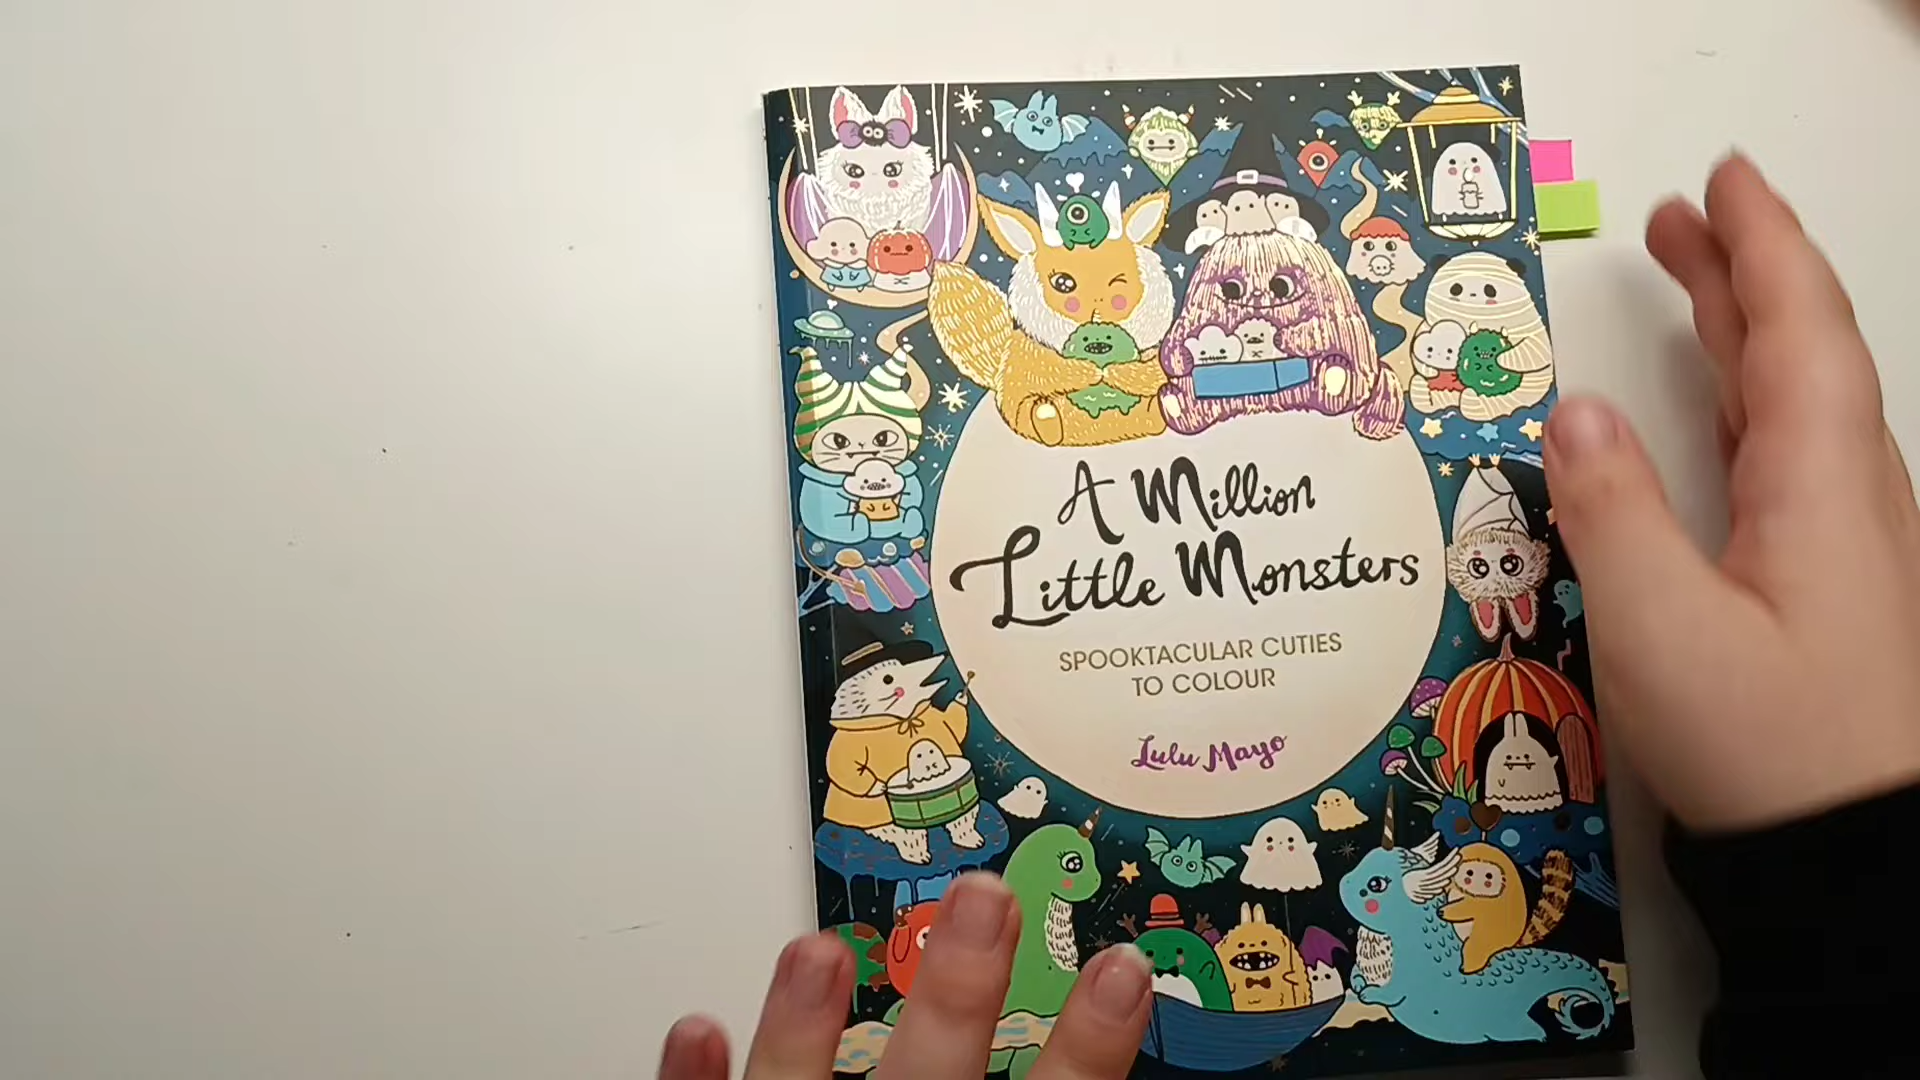 A Million
Little Monsters
SPOOKTACULAR CUTIES
TO COLOUR
Lulu Mayo